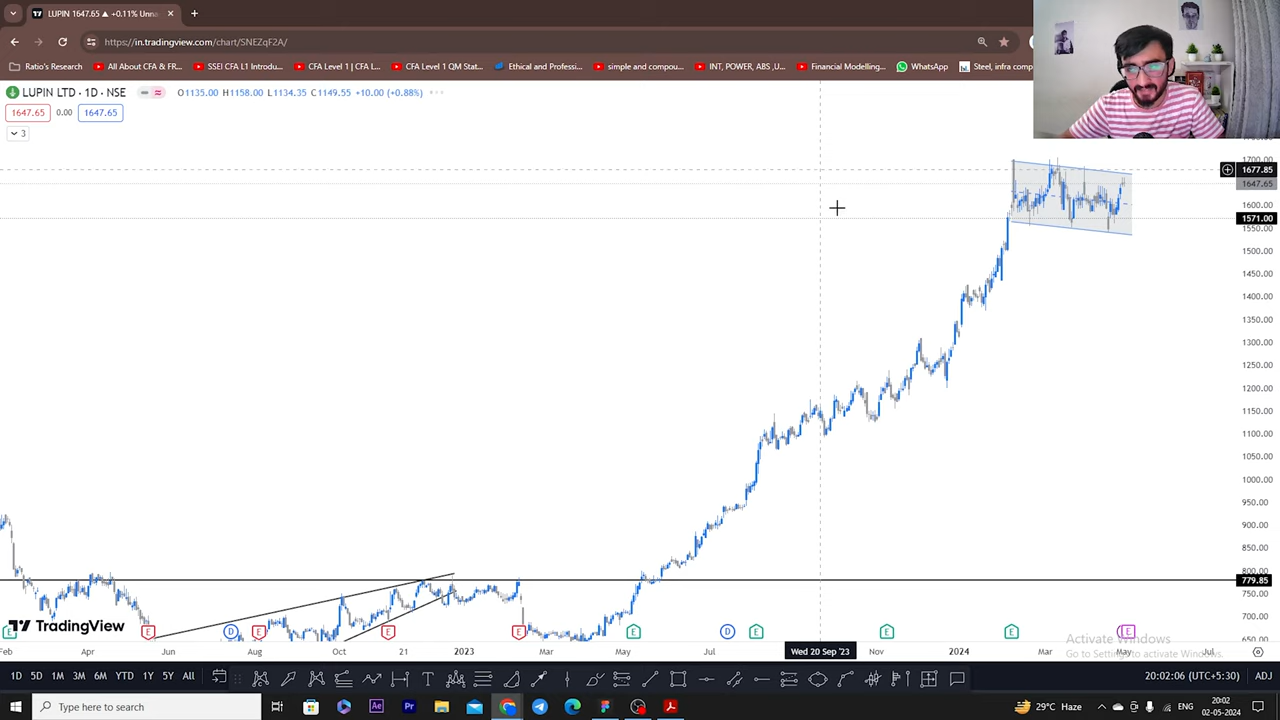 LUPIN 1647.65 ▲ +0.11% Unna
https://in.tradingview.com/chart/SNEZqF2A/
Ratio's Research
All About CFA & FR...
SSEI CFA L1 Introdu...
CFA Level 1 | CFA L...
CFA Level 1 QM Stat...
Ethical and Professi...
simple and compou...
INT, POWER, ABS ,U...
Financial Modelling...
WhatsApp
Steel, infra comp
LUPIN LTD · 1D · NSE
O1135.00 H1158.00 L1134.35 C1149.55 +10.00 (+0.88%)
1647.65 0.00 1647.65
3
1700.00
1677.85
1647.65
1600.00
1571.00
1550.00
1500.00
1450.00
1400.00
1350.00
1300.00
1250.00
1200.00
1150.00
1100.00
1050.00
1000.00
950.00
900.00
850.00
800.00
779.85
750.00
700.00
650.00
TradingView
E D E E E D E E E E
Activate Windows
Go to Settings to activate Windows.
Feb Apr Jun Aug Oct 21 2023 Mar May Jul Wed 20 Sep '23 Nov 2024 Mar May Jul
1D 5D 1M 3M 6M YTD 1Y 5Y All
20:02:06 (UTC+5:30) ADJ
Type here to search
29°C Haze
ENG
20:02
02-05-2024